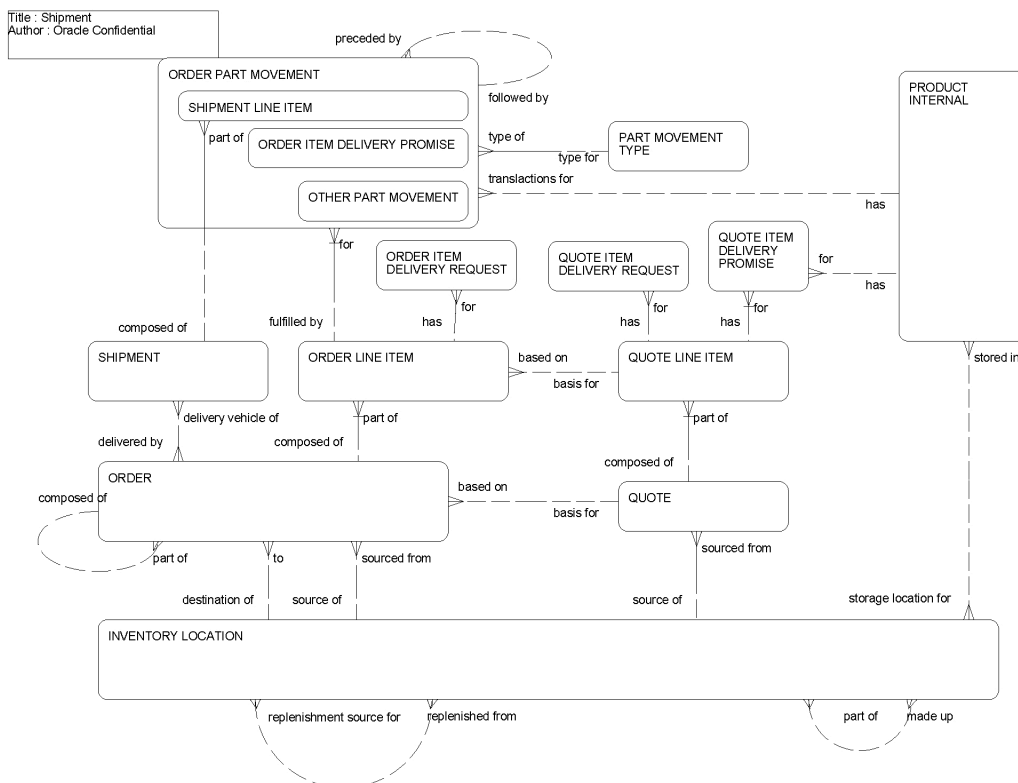 Title : Shipment
Author : Oracle Confidential
preceded by
ORDER PART MOVEMENT
followed by
SHIPMENT LINE ITEM
part of
ORDER ITEM DELIVERY PROMISE
type of
type for
PART MOVEMENT
TYPE
PRODUCT
INTERNAL
OTHER PART MOVEMENT
translactions for
has
for
ORDER ITEM
DELIVERY REQUEST
QUOTE ITEM
DELIVERY REQUEST
QUOTE ITEM
DELIVERY
PROMISE
for
has
for
for
for
composed of
fulfilled by
has
has
has
SHIPMENT
ORDER LINE ITEM
based on
basis for
QUOTE LINE ITEM
stored in
delivery vehicle of
part of
part of
delivered by
composed of
composed of
ORDER
composed of
based on
basis for
QUOTE
part of
to
sourced from
sourced from
destination of
source of
source of
storage location for
INVENTORY LOCATION
replenishment source for
replenished from
part of
made up